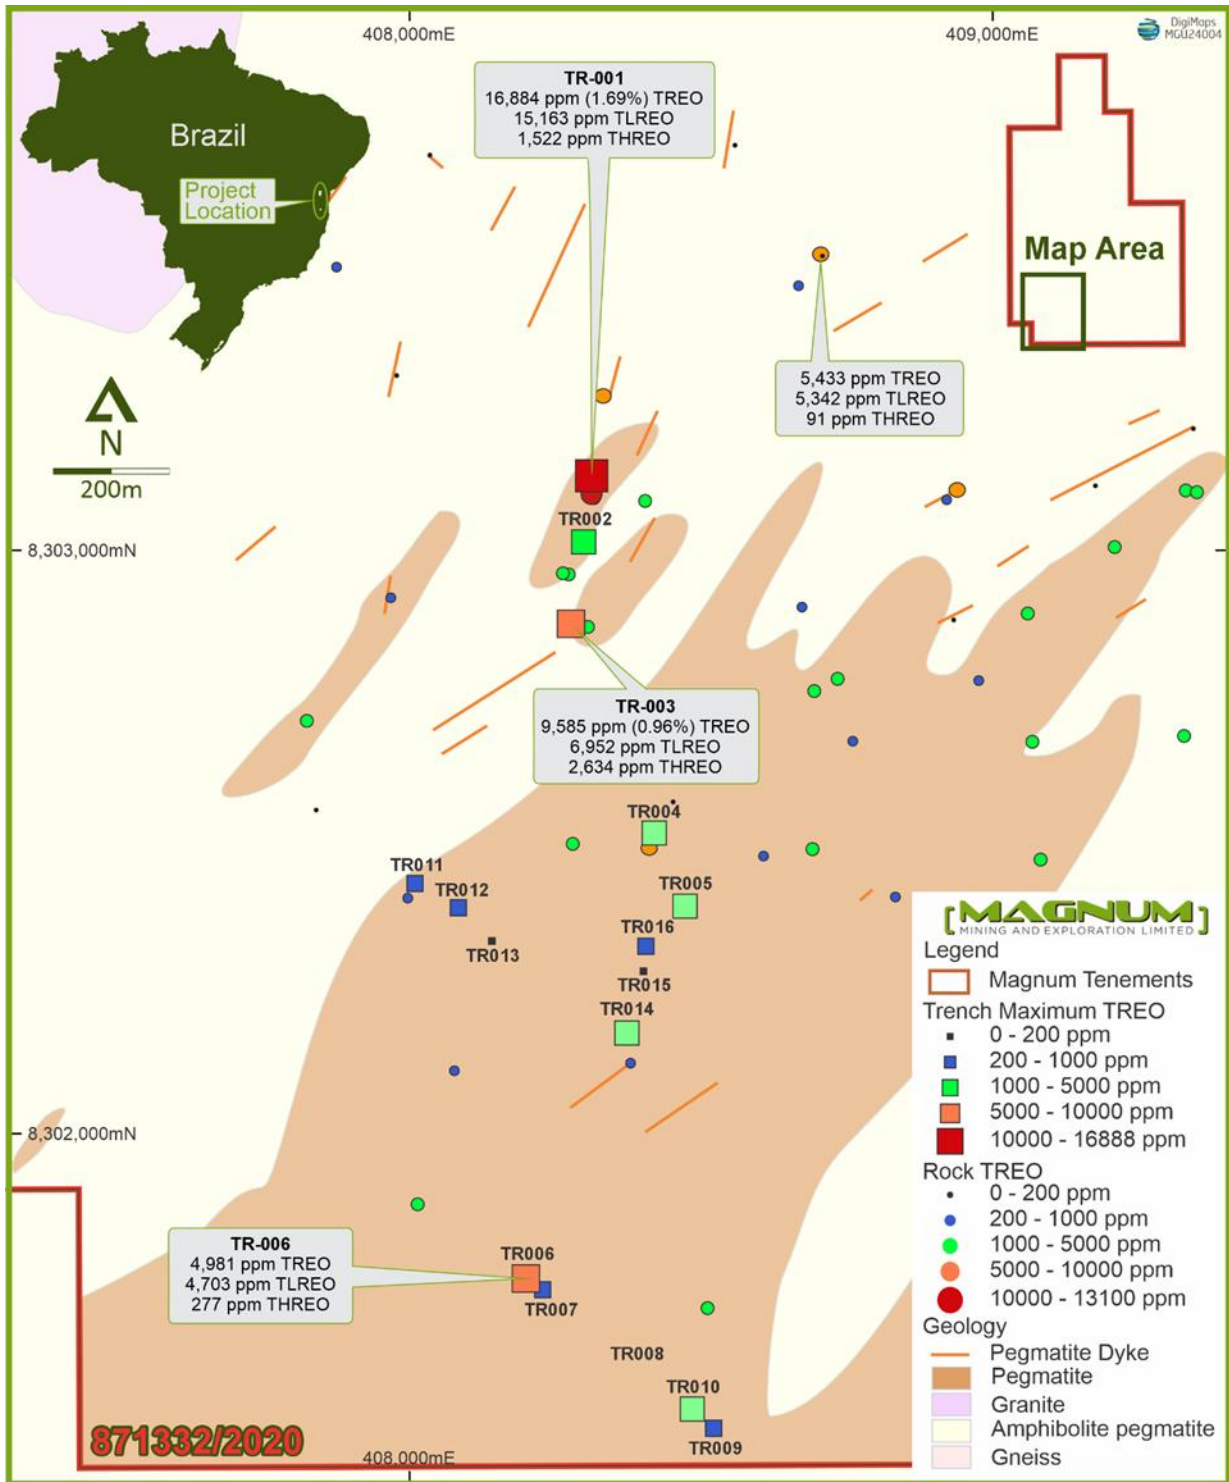 408,000mE
409,000mE
DigiMaps
MGU24004
TR-001
16,884 ppm (1.69%) TREO
15,163 ppm TLREO
1,522 ppm THREO
Brazil
Project
Location
Map Area
5,433 ppm TREO
5,342 ppm TLREO
91 ppm THREO
N
200m
TR002
8,303,000mN
TR-003
9,585 ppm (0.96%) TREO
6,952 ppm TLREO
2,634 ppm THREO
TR004
TR011
TR012
TR005
TR013
TR016
TR015
TR014
8,302,000mN
TR-006
4,981 ppm TREO
4,703 ppm TLREO
277 ppm THREO
TR006
TR007
TR008
TR010
TR009
871332/2020
408,000mE
[MAGNUM]
MINING AND EXPLORATION LIMITED
Legend
Magnum Tenements
Trench Maximum TREO
0 - 200 ppm
200 - 1000 ppm
1000 - 5000 ppm
5000 - 10000 ppm
10000 - 16888 ppm
Rock TREO
0 - 200 ppm
200 - 1000 ppm
1000 - 5000 ppm
5000 - 10000 ppm
10000 - 13100 ppm
Geology
Pegmatite Dyke
Pegmatite
Granite
Amphibolite pegmatite
Gneiss